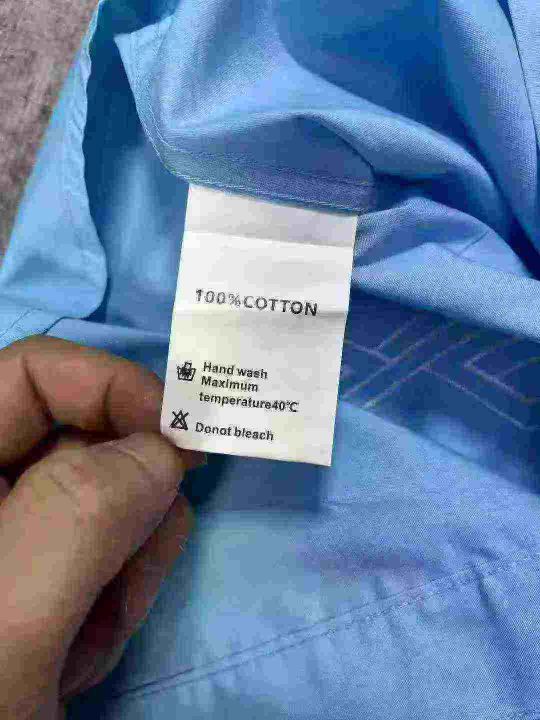 100%COTTON
Hand wash
Maximum
temperature40°C
Donot bleach